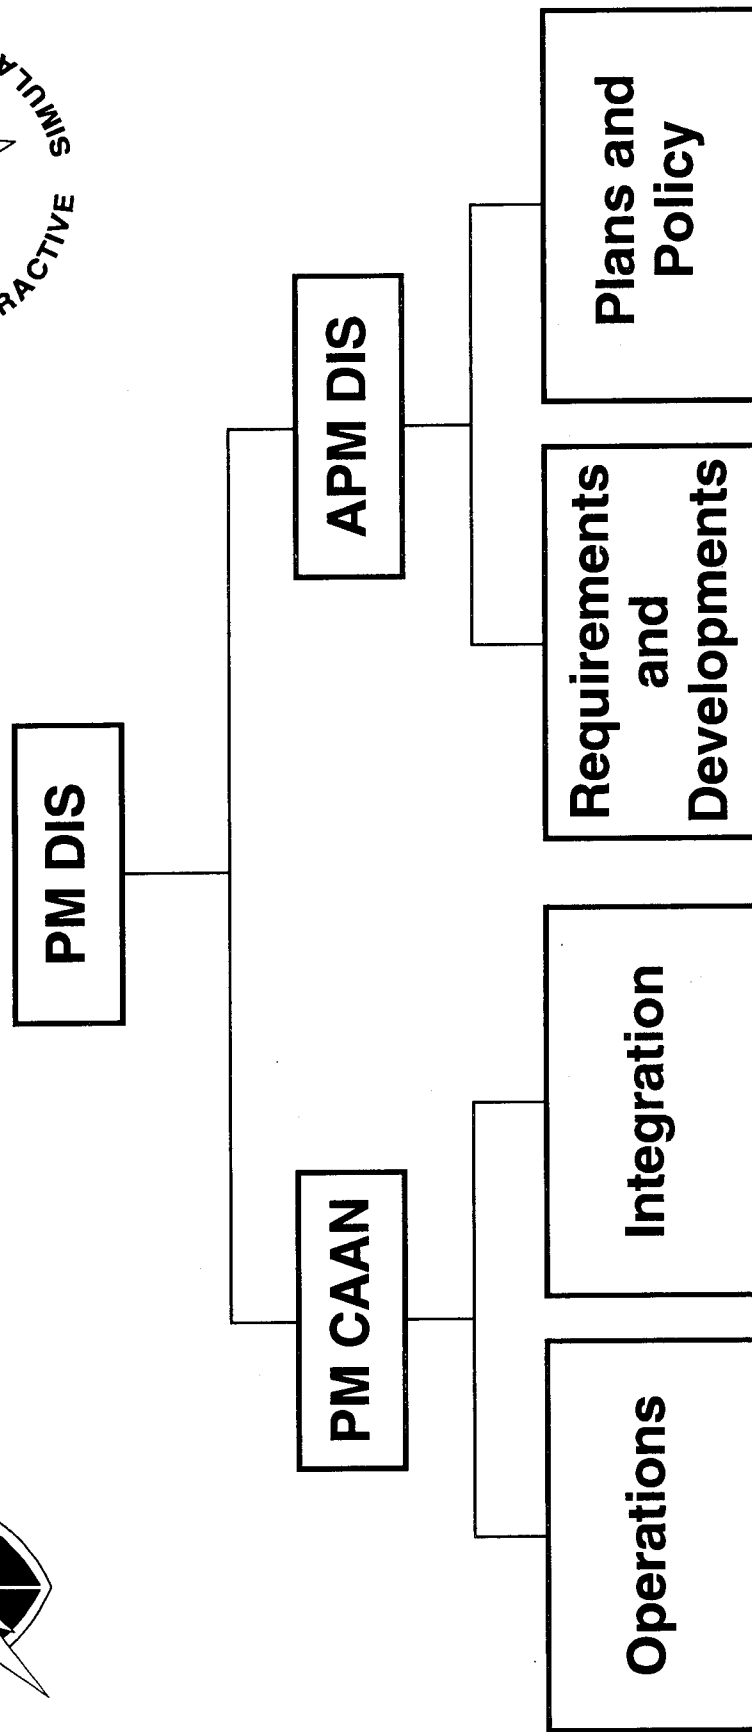 RACTIVE SIMULA
PM DIS
PM CAAN
APM DIS
Operations
Integration
Requirements
and
Developments
Plans and
Policy